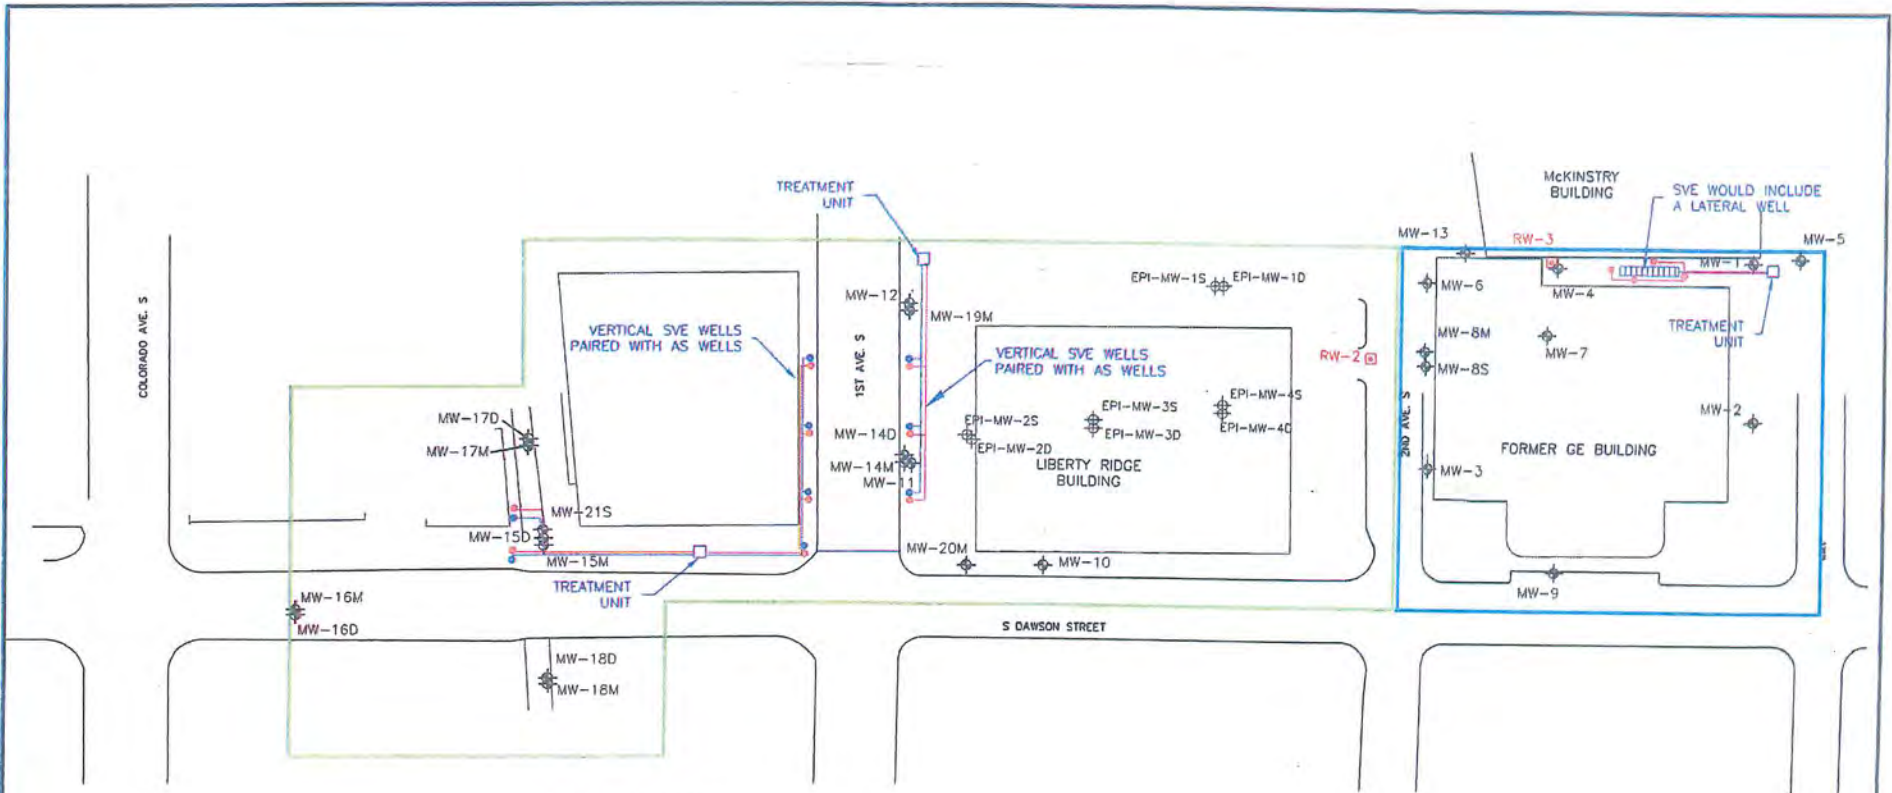 McKINSTRY
BUILDING
TREATMENT
UNIT
SVE WOULD INCLUDE
A LATERAL WELL
MW-13
RW-3
MW-5
MW-1
EPI-MW-1S
EPI-MW-1D
MW-6
MW-4
MW-12
MW-19M
COLORADO AVE. S
VERTICAL SVE WELLS
PAIRED WITH AS WELLS
1ST AVE. S
VERTICAL SVE WELLS
PAIRED WITH AS WELLS
RW-2
MW-8M
MW-8S
MW-7
TREATMENT
UNIT
EPI-MW-4S
EPI-MW-4D
EPI-MW-3S
EPI-MW-3D
EPI-MW-2S
EPI-MW-2D
2ND AVE. S
MW-2
MW-17D
MW-17M
MW-14D
MW-14M
MW-11
LIBERTY RIDGE
BUILDING
FORMER GE BUILDING
MW-3
MW-21S
MW-15D
MW-15M
MW-20M
MW-10
TREATMENT
UNIT
MW-9
MW-16M
MW-16D
S DAWSON STREET
MW-18D
MW-18M